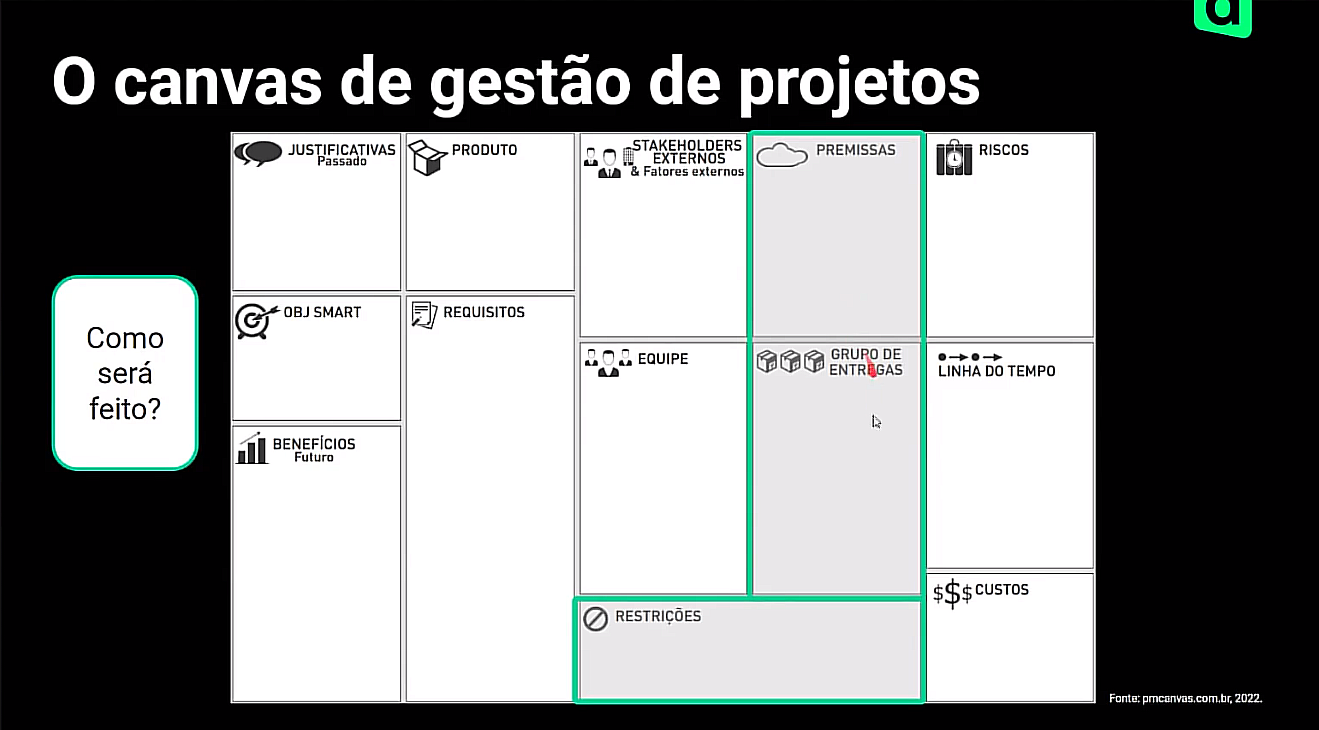 O canvas de gestão de projetos
Como
será
feito?
JUSTIFICATIVAS
Passado
OBJ SMART
BENEFÍCIOS
Futuro
PRODUTO
REQUISITOS
STAKEHOLDERS
EXTERNOS
& Fatores externos
EQUIPE
PREMISSAS
GRUPO DE
ENTREGAS
RESTRIÇÕES
RISCOS
LINHA DO TEMPO
$$$ CUSTOS
Fonte: pmcanvas.com.br, 2022.